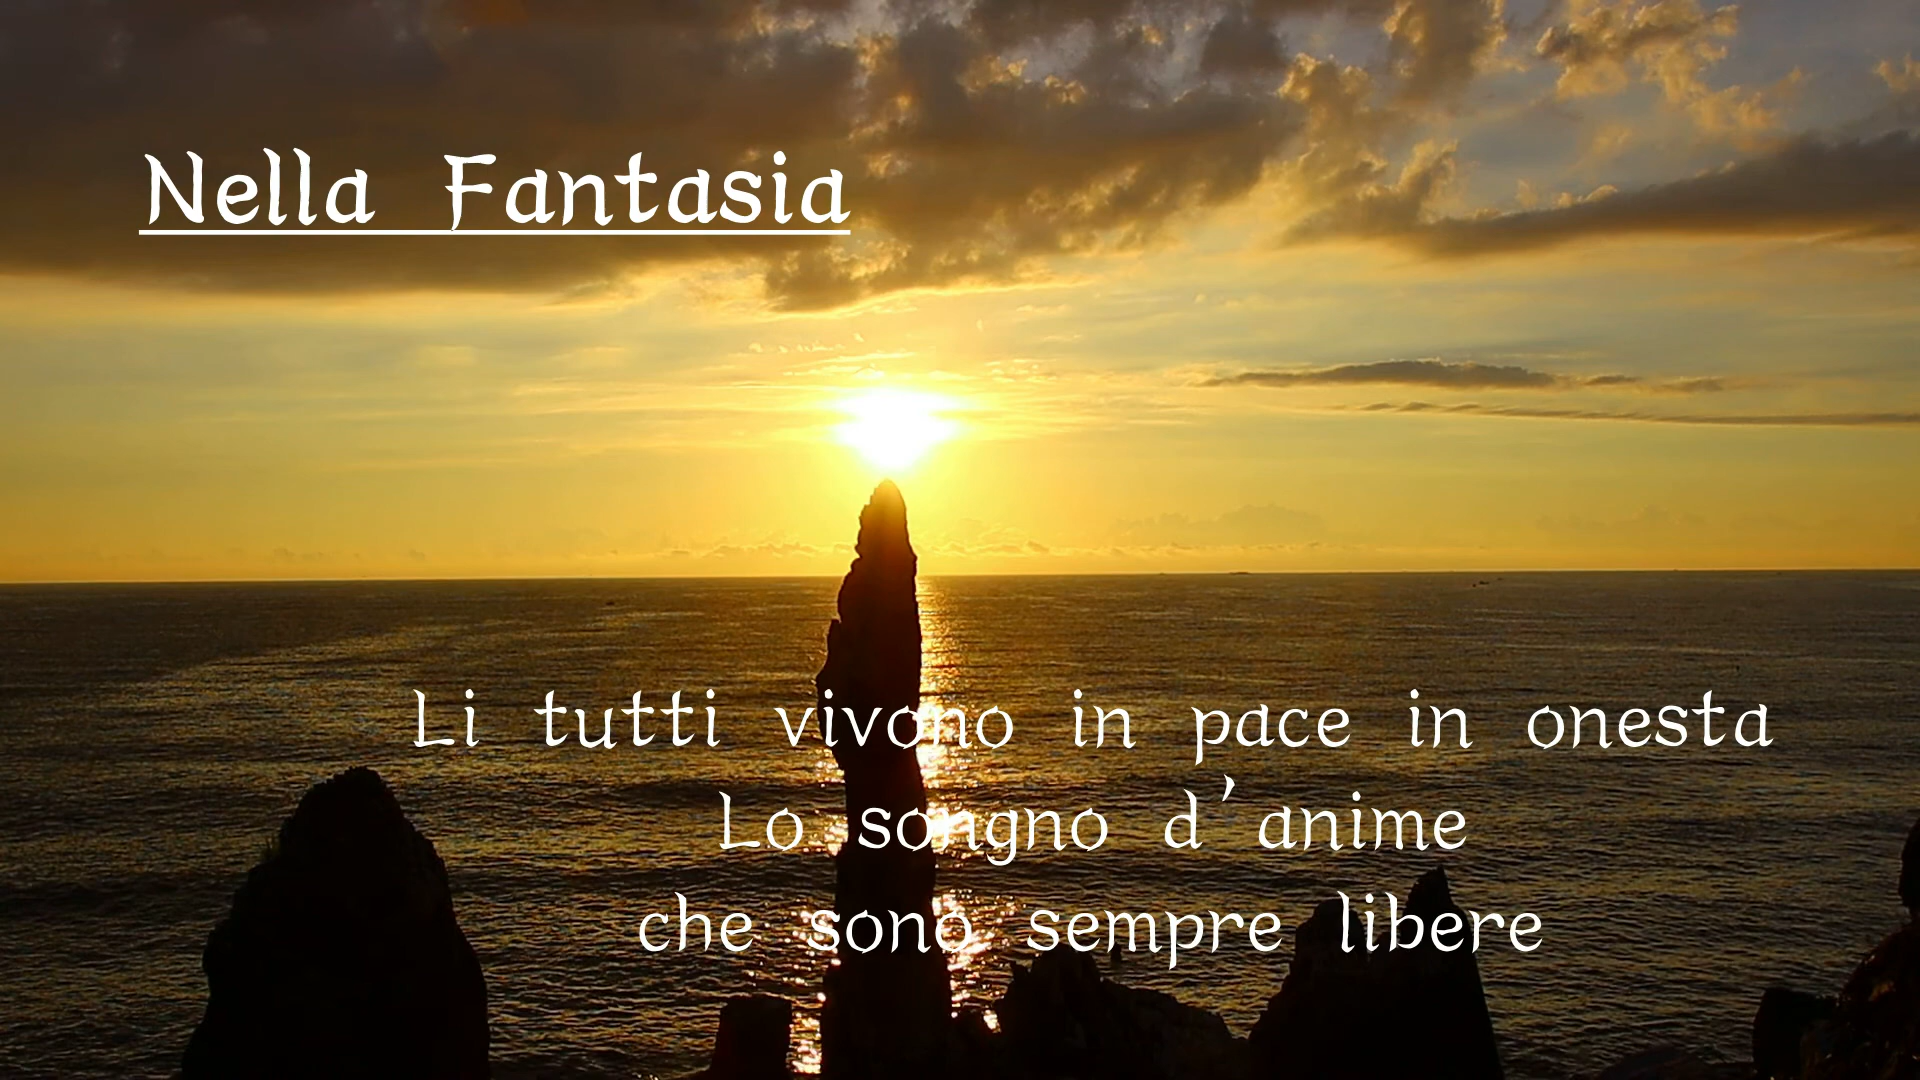 Nella Fantasia
Li tutti vivono in pace in onesta
Lo songno d'anime
che sono sempre libere